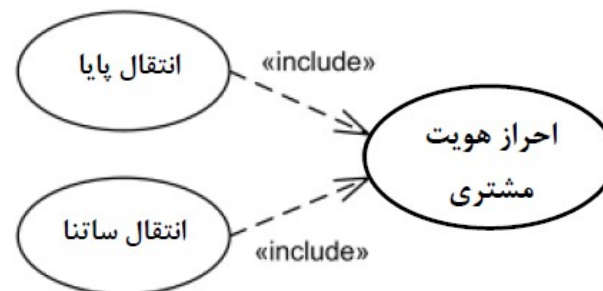 انتقال پایا
«include»
احراز هویت
مشتری
انتقال ساتنا
«include»